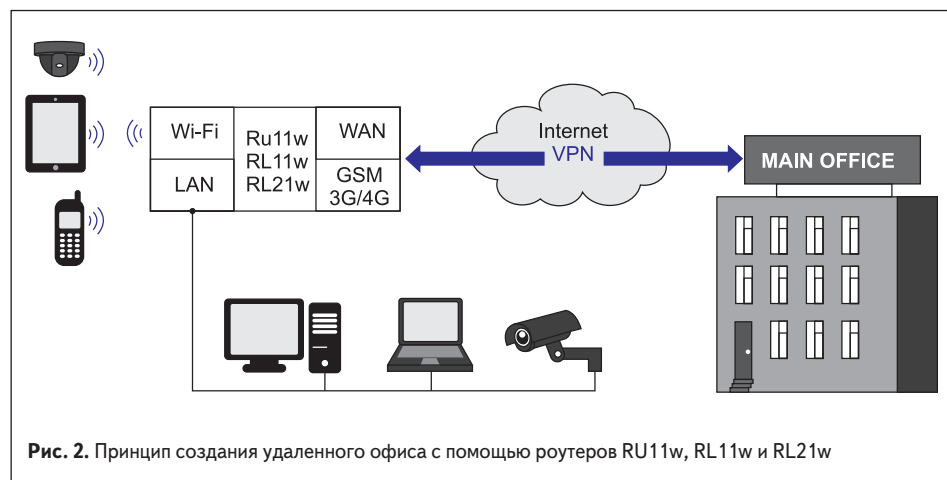 Wi-Fi
LAN
Ru11w
RL11w
RL21w
WAN
GSM
3G/4G
Internet
VPN
MAIN OFFICE
Рис. 2. Принцип создания удаленного офиса с помощью роутеров RU11w, RL11w и RL21w